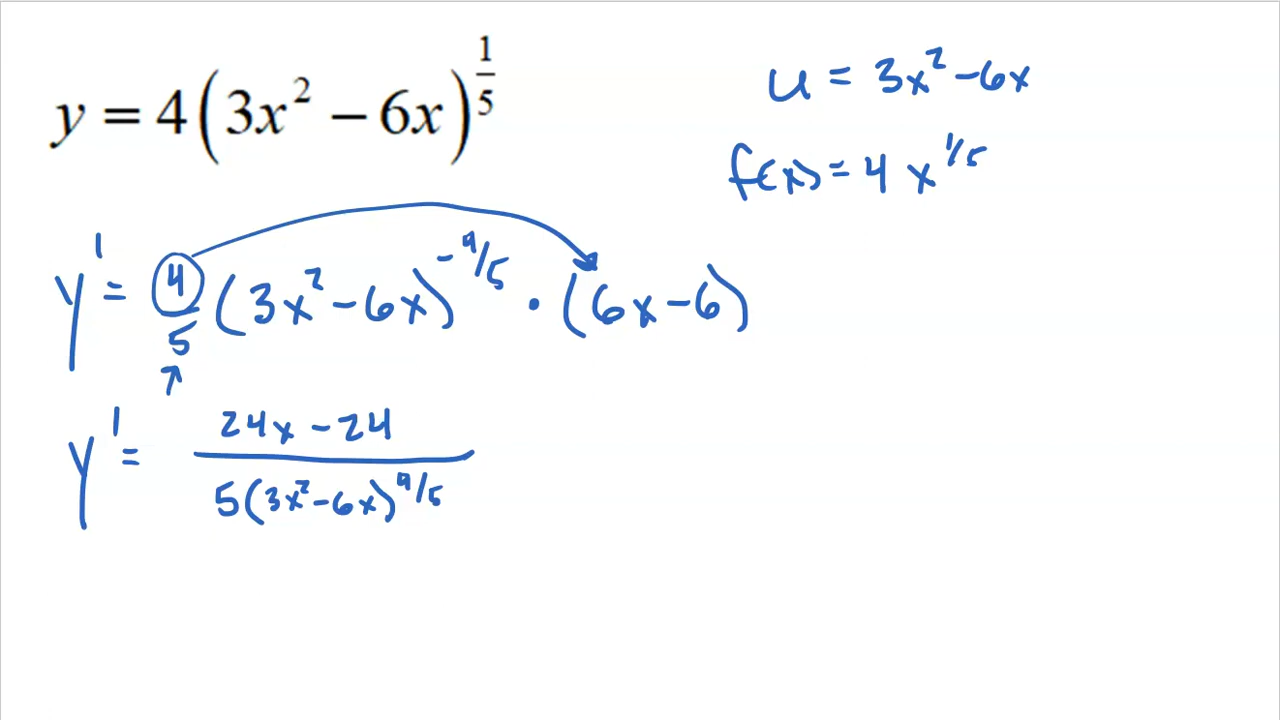 y = 4(3x² − 6x)^(1/5)
u = 3x² − 6x
f(x) = 4x^(1/5)
y' = 4/5 (3x² − 6x)^(−4/5) · (6x − 6)
y' = (24x − 24) / (5(3x² − 6x)^(4/5))